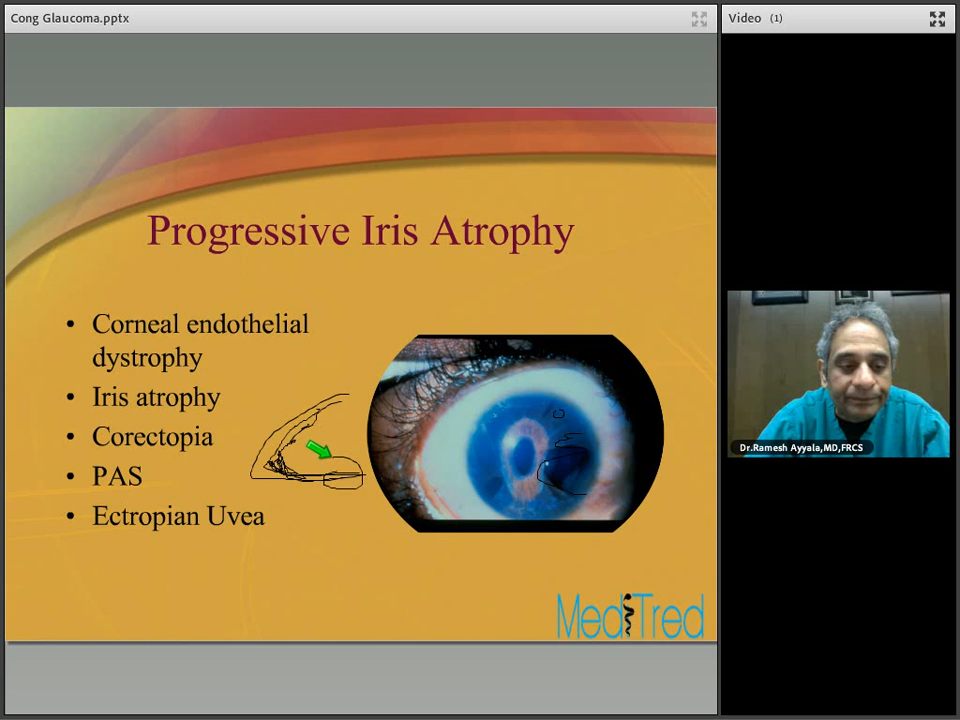 Cong Glaucoma.pptx
Video (1)
Progressive Iris Atrophy
• Corneal endothelial
dystrophy
• Iris atrophy
• Corectopia
• PAS
• Ectropian Uvea
MediTred
Dr.Ramesh Ayyala,MD,FRCS